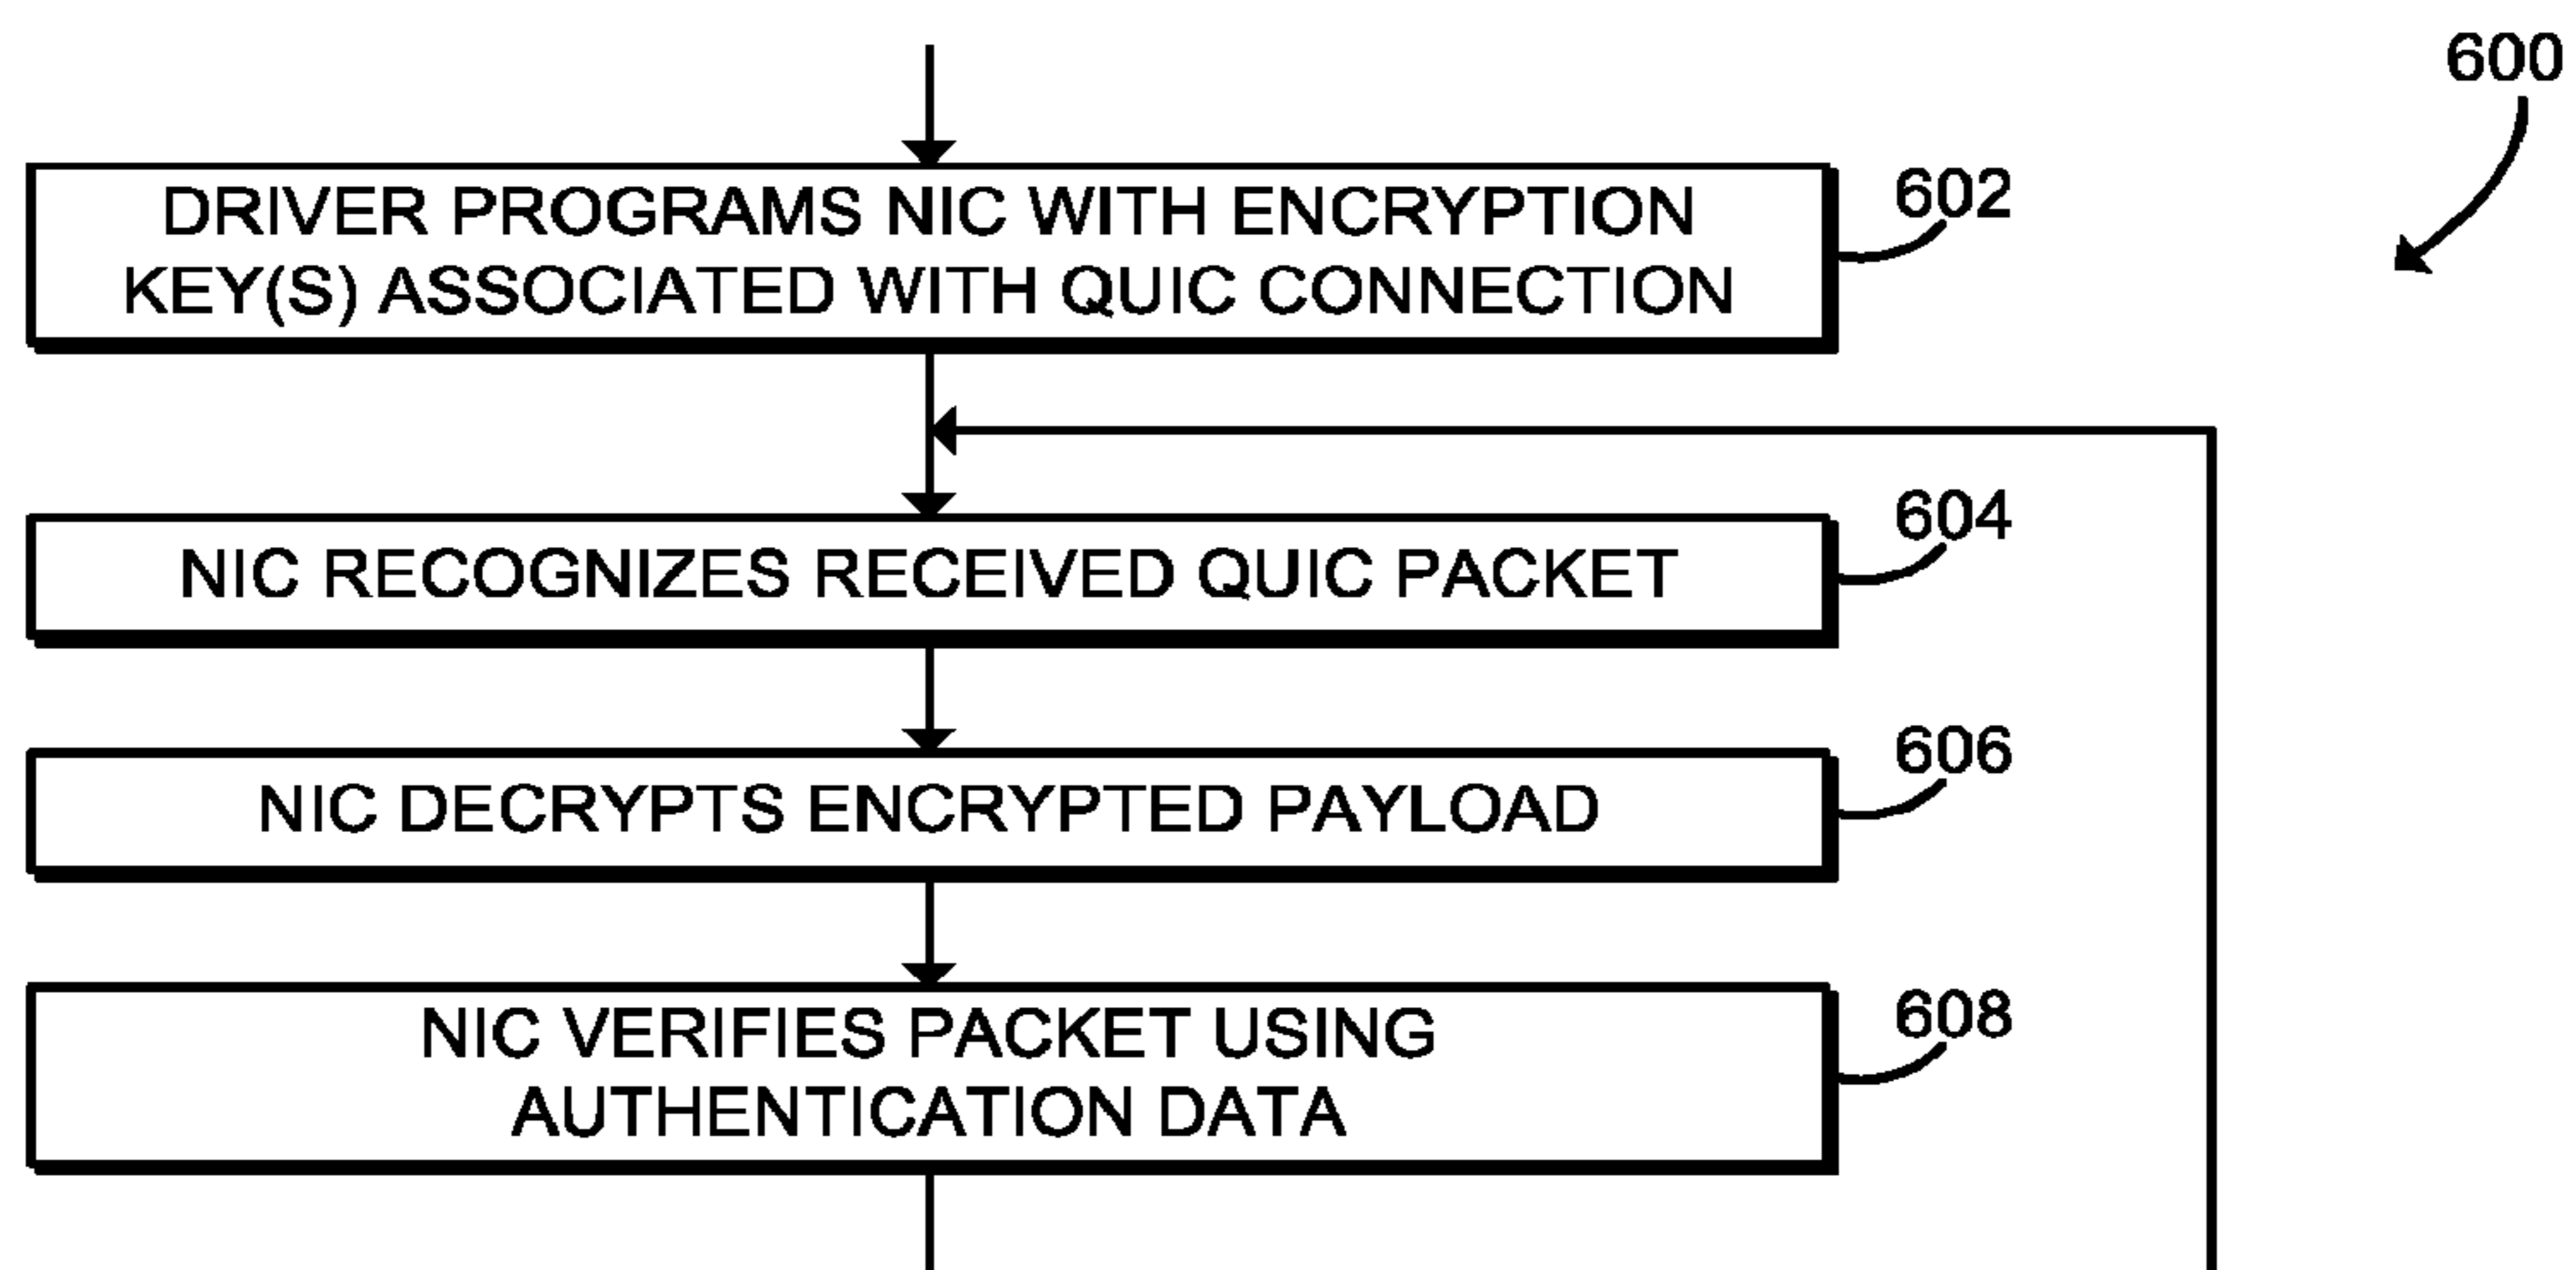 600
DRIVER PROGRAMS NIC WITH ENCRYPTION
KEY(S) ASSOCIATED WITH QUIC CONNECTION
602
NIC RECOGNIZES RECEIVED QUIC PACKET
604
NIC DECRYPTS ENCRYPTED PAYLOAD
606
NIC VERIFIES PACKET USING
AUTHENTICATION DATA
608